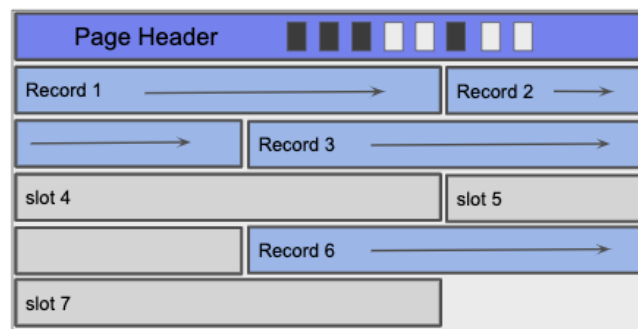 Page Header
Record 1 Record 2
Record 3
slot 4 slot 5
Record 6
slot 7